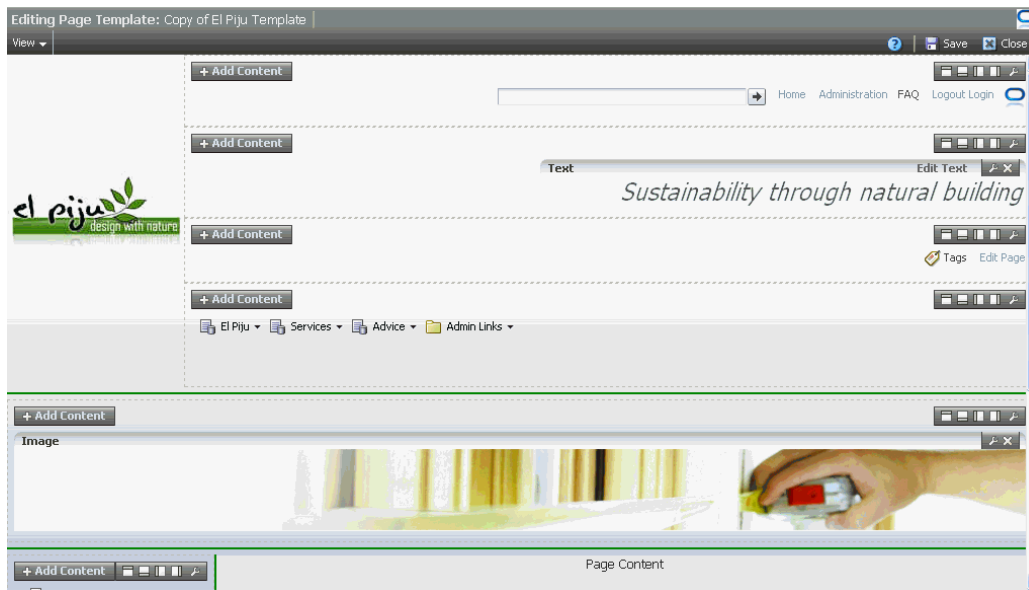 Editing Page Template: Copy of El Piju Template
View
Save Close
+ Add Content
Home Administration FAQ Logout Login
+ Add Content
Text Edit Text
Sustainability through natural building
el piju
design with nature
+ Add Content
Tags Edit Page
+ Add Content
El Piju Services Advice Admin Links
+ Add Content
Image
+ Add Content
Page Content